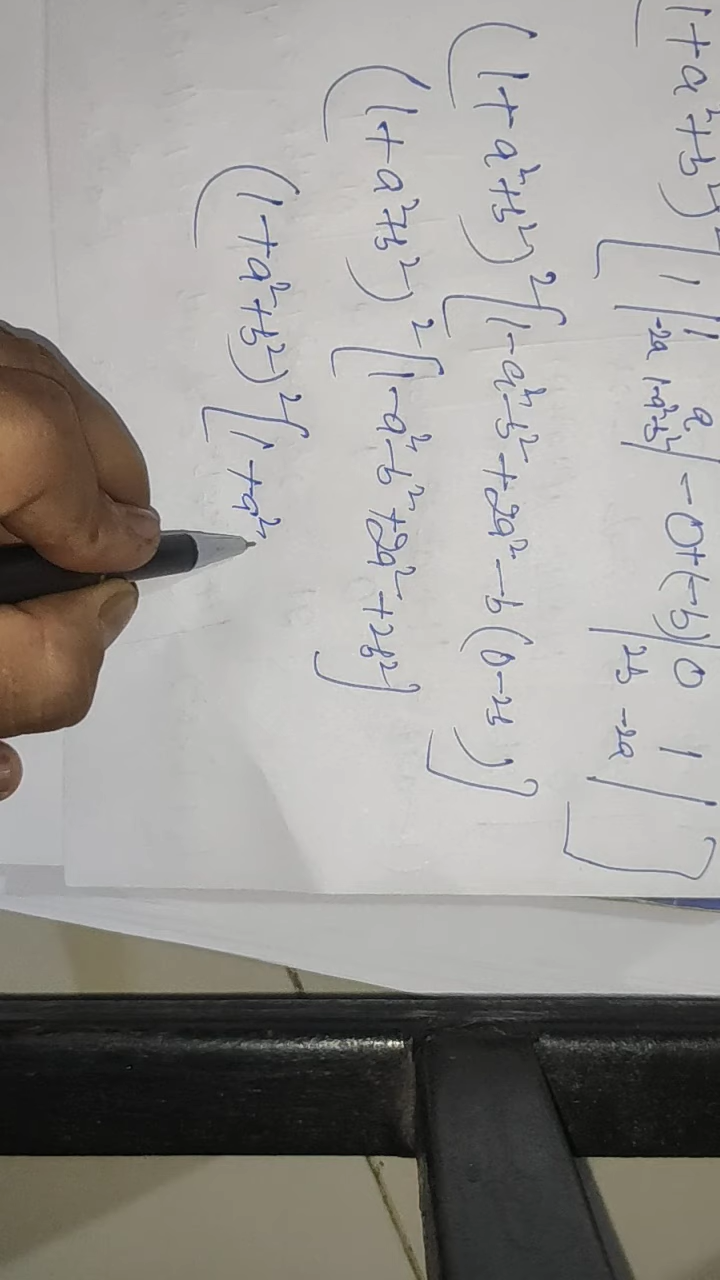 (1+a²+b²)² [1 | 1 a | -0+(-b) | 0 1 | ]
-2a 1-a²-b² 2b -2a
(1+a²+b²)² [1-a²-b²+2a²-b(0-2b)]
(1+a²+b²)² [1-a²-b²+2a²+2b²]
(1+a²+b²)² [1+a²